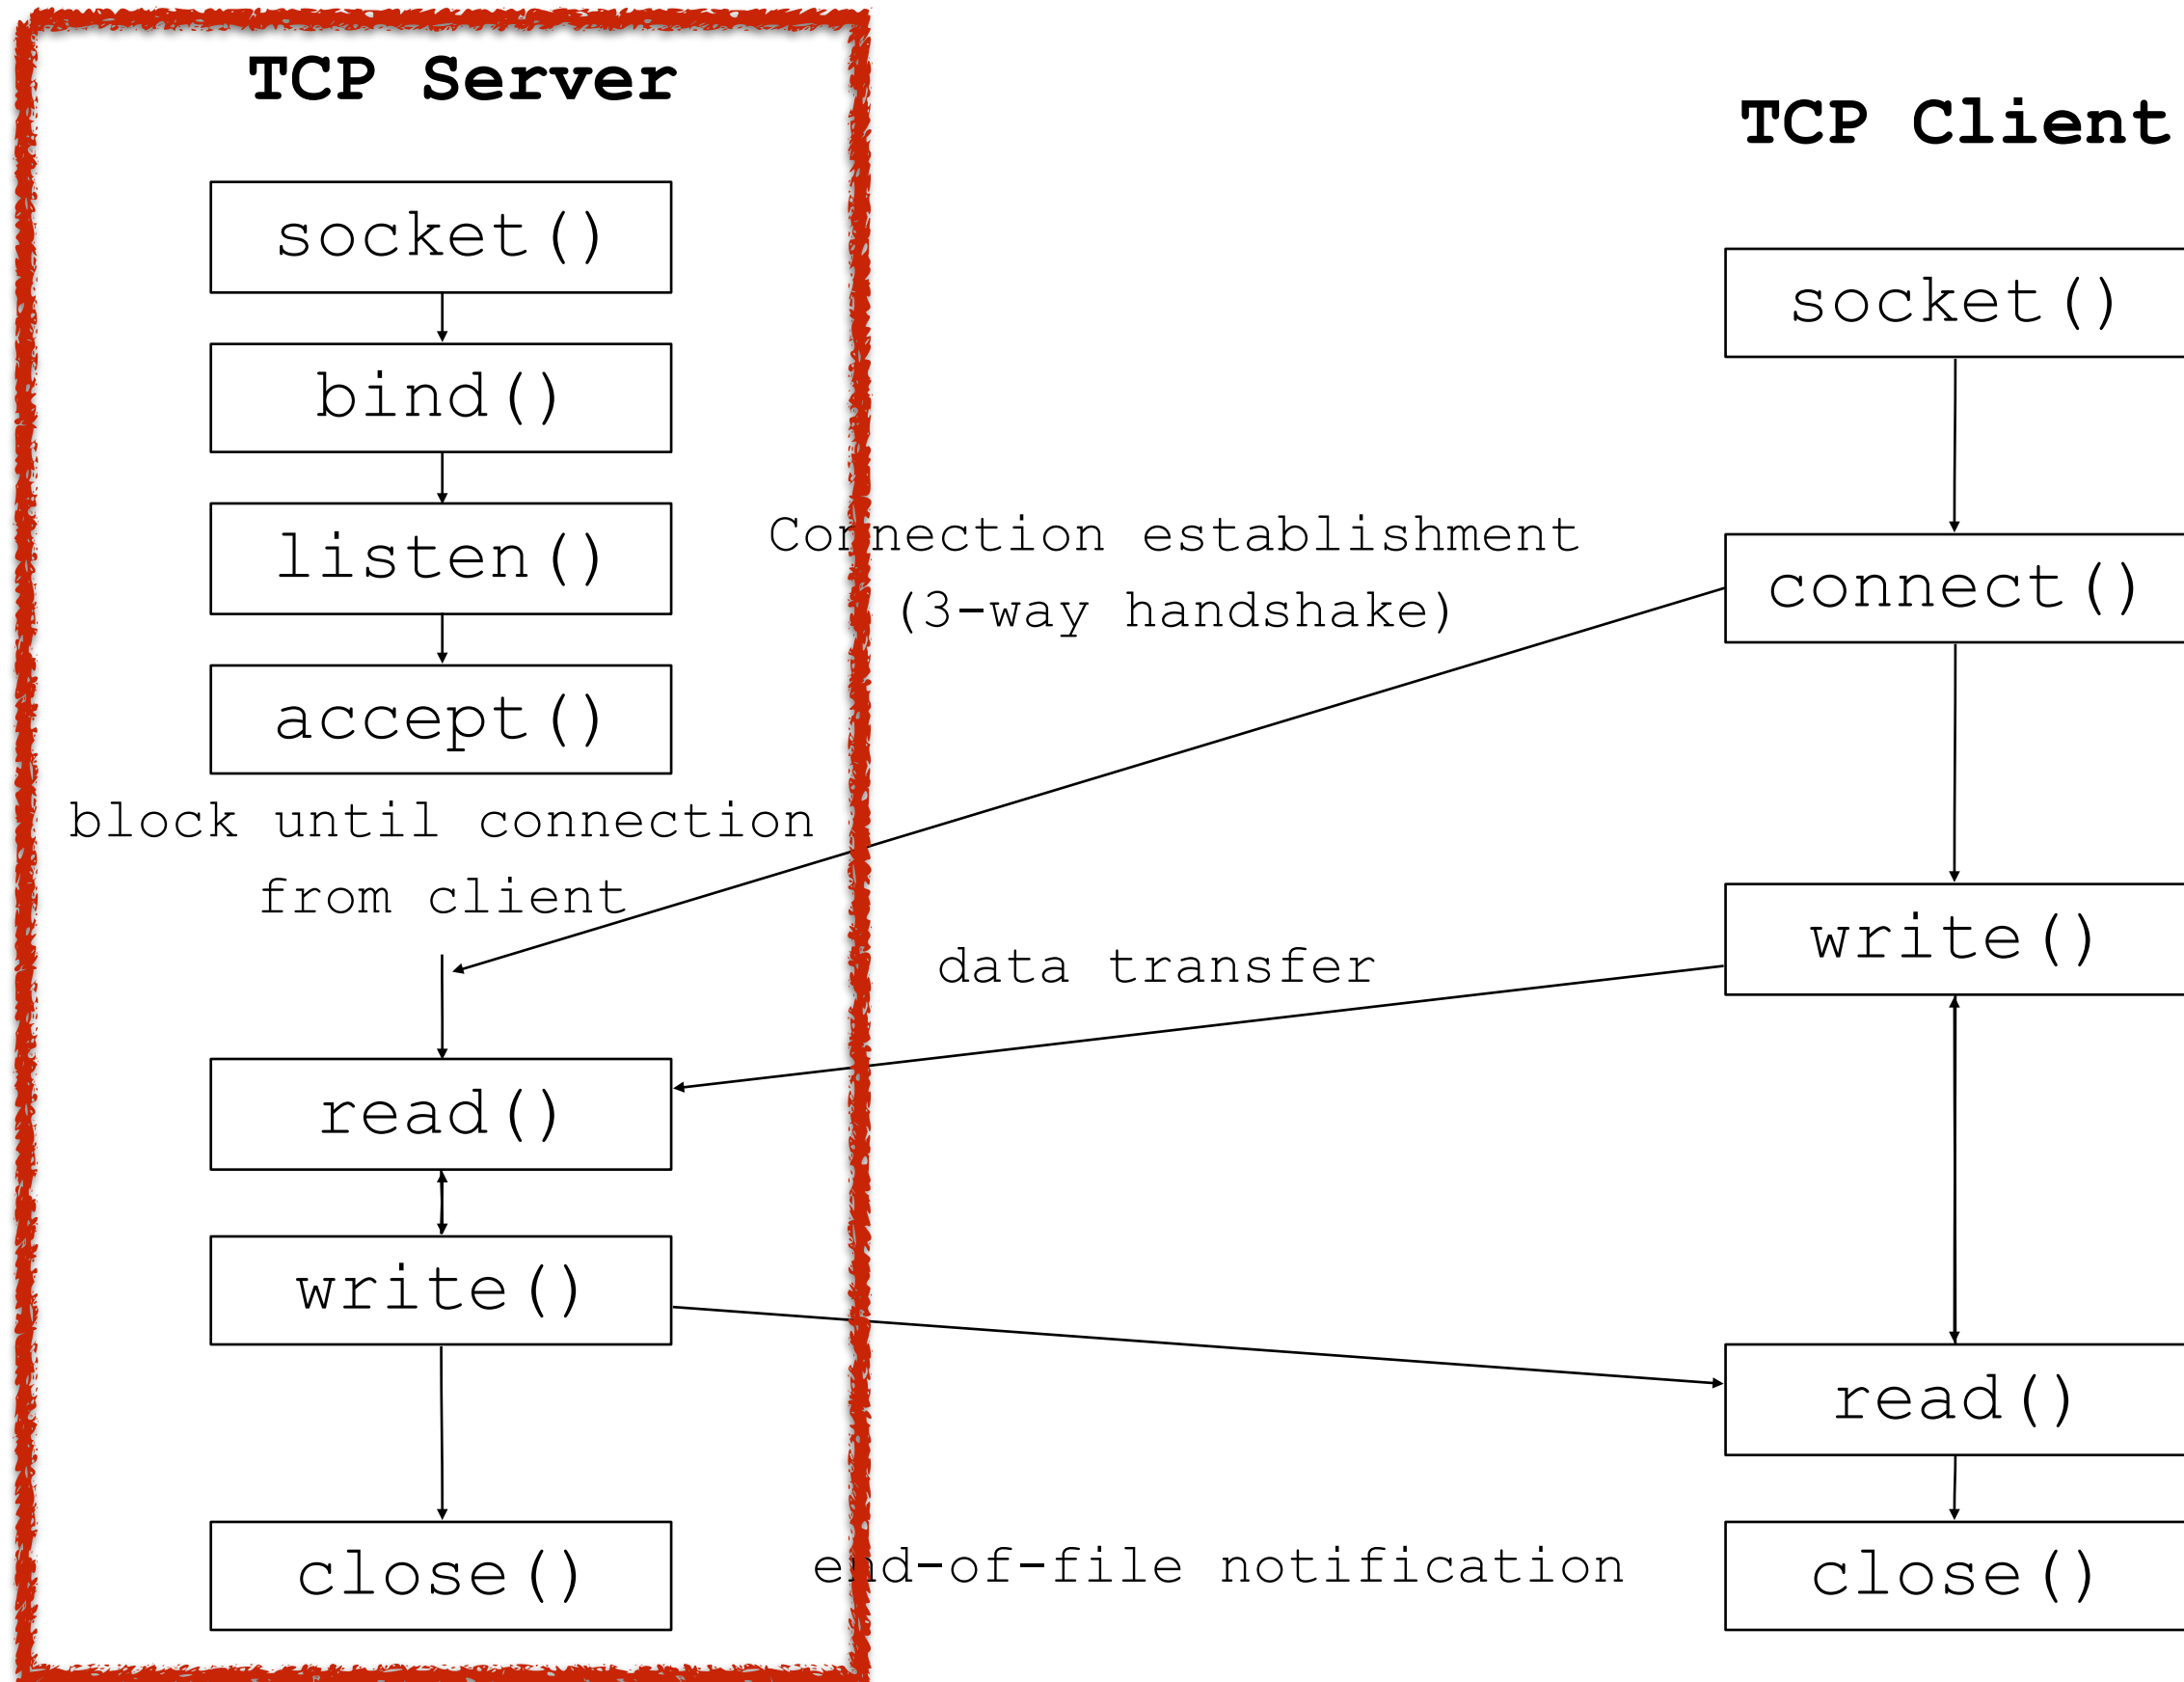 TCP Server
socket()
bind()
listen()
accept()
block until connection
from client
read()
write()
close()
Connection establishment
(3-way handshake)
data transfer
end-of-file notification
TCP Client
socket()
connect()
write()
read()
close()